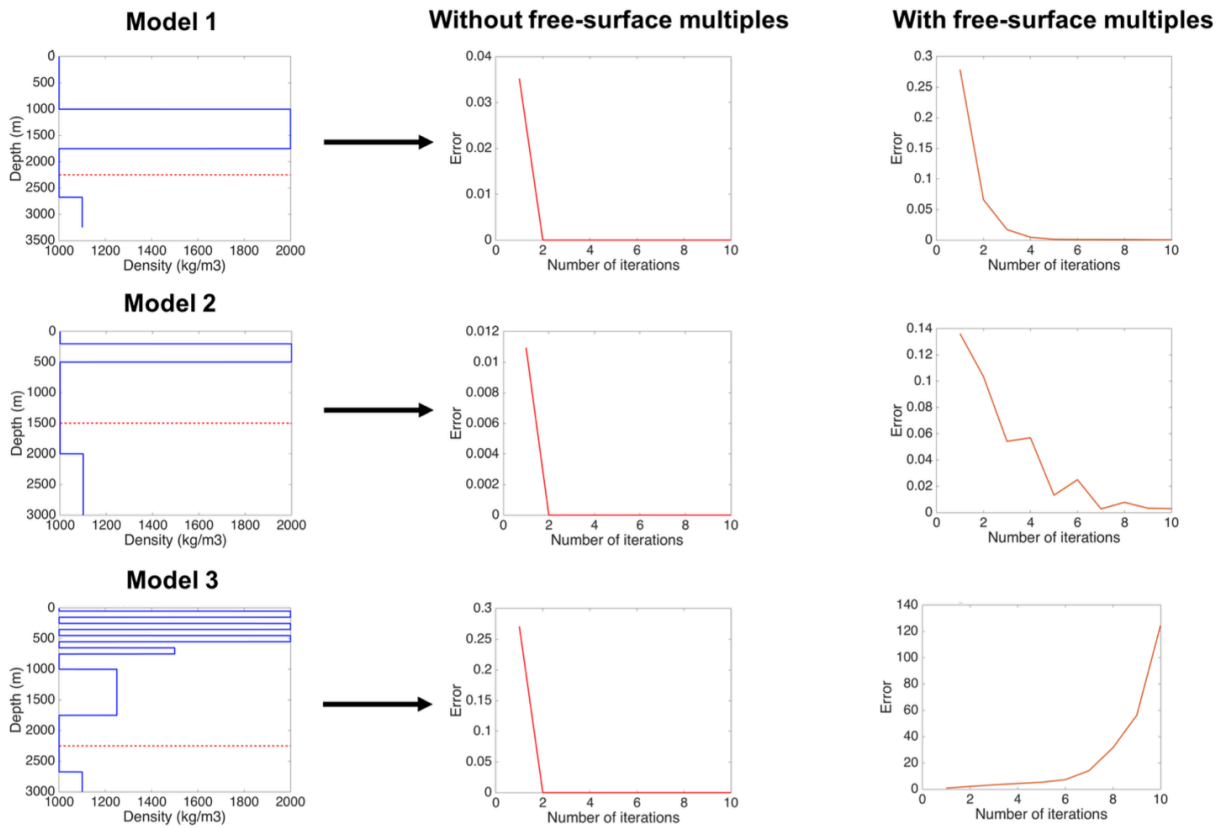 Model 1
Without free-surface multiples
With free-surface multiples
0
500
1000
1500
2000
2500
3000
3500
Depth (m)
1000 1200 1400 1600 1800 2000
Density (kg/m3)
0.04
0.03
0.02
0.01
0
Error
0 2 4 6 8 10
Number of iterations
0.3
0.25
0.2
0.15
0.1
0.05
0
Error
0 2 4 6 8 10
Number of iterations
Model 2
0
500
1000
1500
2000
2500
3000
Depth (m)
1000 1200 1400 1600 1800 2000
Density (kg/m3)
0.012
0.01
0.008
0.006
0.004
0.002
0
Error
0 2 4 6 8 10
Number of iterations
0.14
0.12
0.1
0.08
0.06
0.04
0.02
0
Error
0 2 4 6 8 10
Number of iterations
Model 3
0
500
1000
1500
2000
2500
3000
Depth (m)
1000 1200 1400 1600 1800 2000
Density (kg/m3)
0.3
0.25
0.2
0.15
0.1
0.05
0
Error
0 2 4 6 8 10
Number of iterations
140
120
100
80
60
40
20
0
Error
0 2 4 6 8 10
Number of iterations